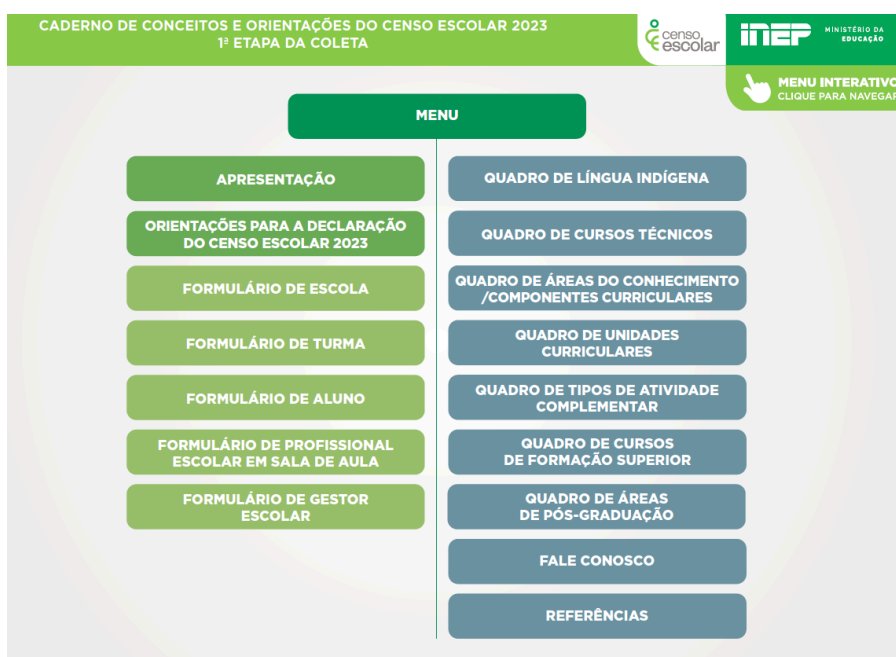 CADERNO DE CONCEITOS E ORIENTAÇÕES DO CENSO ESCOLAR 2023
1ª ETAPA DA COLETA
censo
escolar
inep
MINISTÉRIO DA
EDUCAÇÃO
MENU INTERATIVO
CLIQUE PARA NAVEGAR
MENU
APRESENTAÇÃO
ORIENTAÇÕES PARA A DECLARAÇÃO
DO CENSO ESCOLAR 2023
FORMULÁRIO DE ESCOLA
FORMULÁRIO DE TURMA
FORMULÁRIO DE ALUNO
FORMULÁRIO DE PROFISSIONAL
ESCOLAR EM SALA DE AULA
FORMULÁRIO DE GESTOR
ESCOLAR
QUADRO DE LÍNGUA INDÍGENA
QUADRO DE CURSOS TÉCNICOS
QUADRO DE ÁREAS DO CONHECIMENTO
/COMPONENTES CURRICULARES
QUADRO DE UNIDADES
CURRICULARES
QUADRO DE TIPOS DE ATIVIDADE
COMPLEMENTAR
QUADRO DE CURSOS
DE FORMAÇÃO SUPERIOR
QUADRO DE ÁREAS
DE PÓS-GRADUAÇÃO
FALE CONOSCO
REFERÊNCIAS